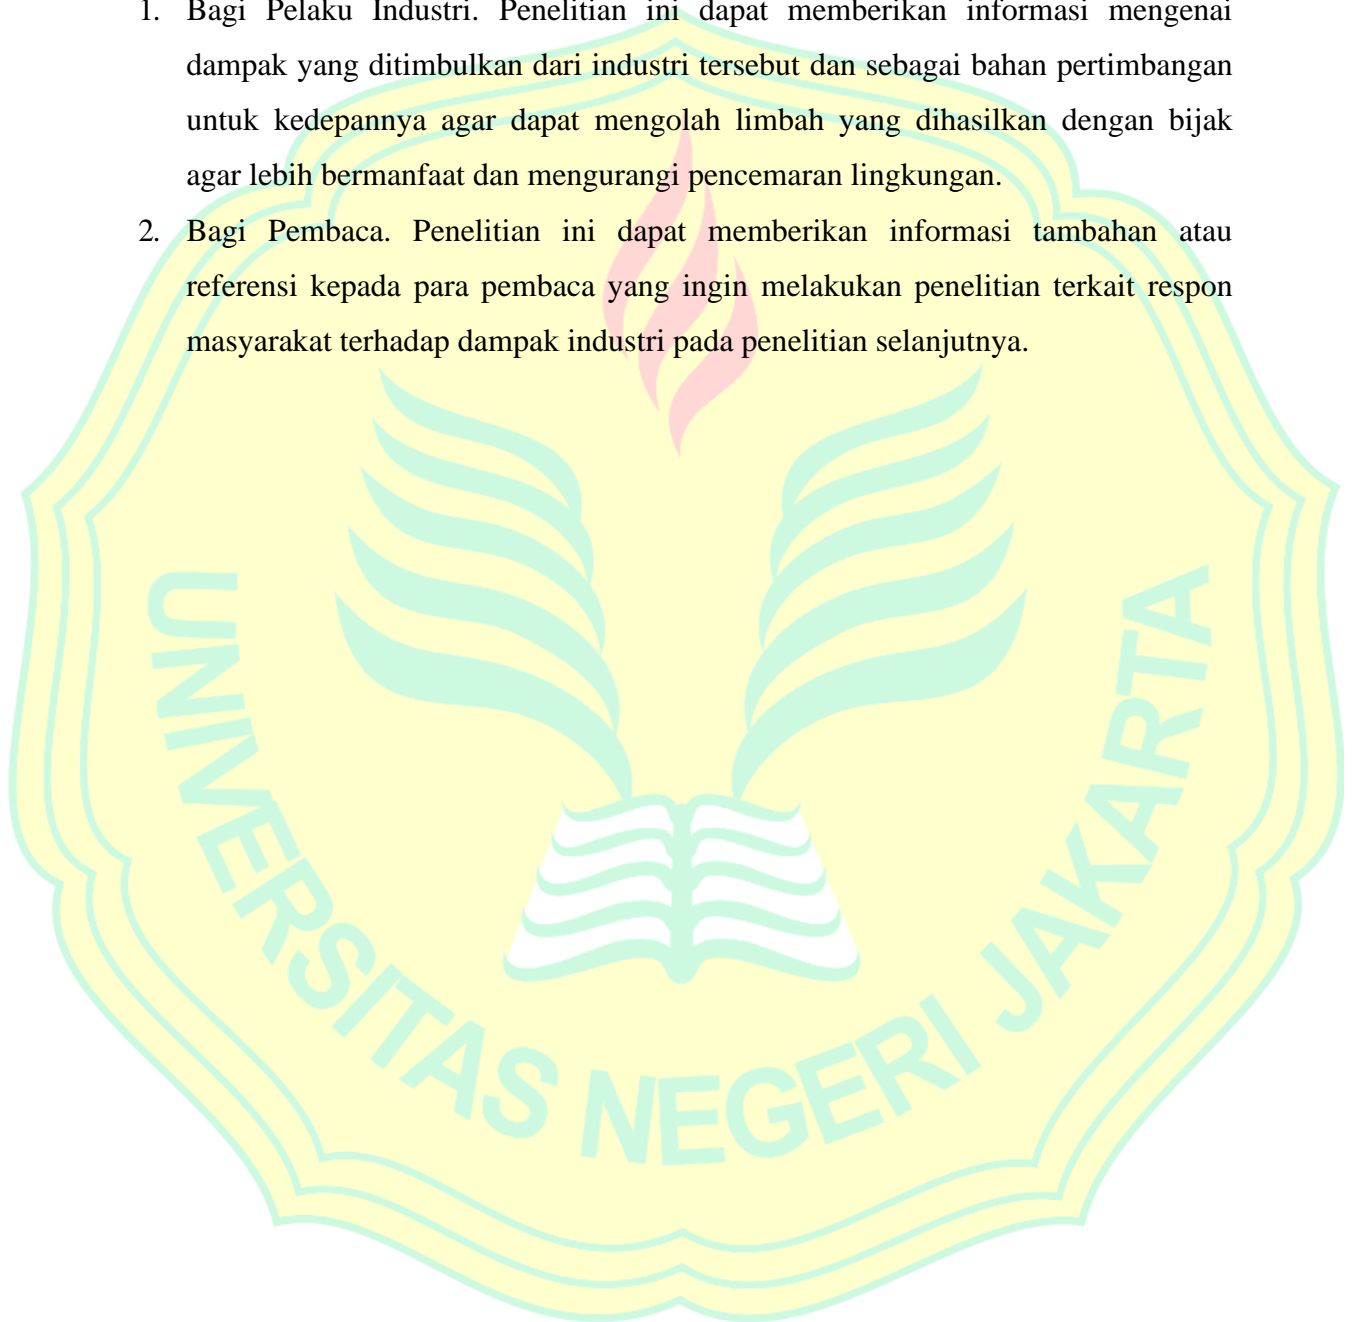 1. Bagi Pelaku Industri. Penelitian ini dapat memberikan informasi mengenai
dampak yang ditimbulkan dari industri tersebut dan sebagai bahan pertimbangan
untuk kedepannya agar dapat mengolah limbah yang dihasilkan dengan bijak
agar lebih bermanfaat dan mengurangi pencemaran lingkungan.
2. Bagi Pembaca. Penelitian ini dapat memberikan informasi tambahan atau
referensi kepada para pembaca yang ingin melakukan penelitian terkait respon
masyarakat terhadap dampak industri pada penelitian selanjutnya.
UNIVERSITAS NEGERI JAKARTA